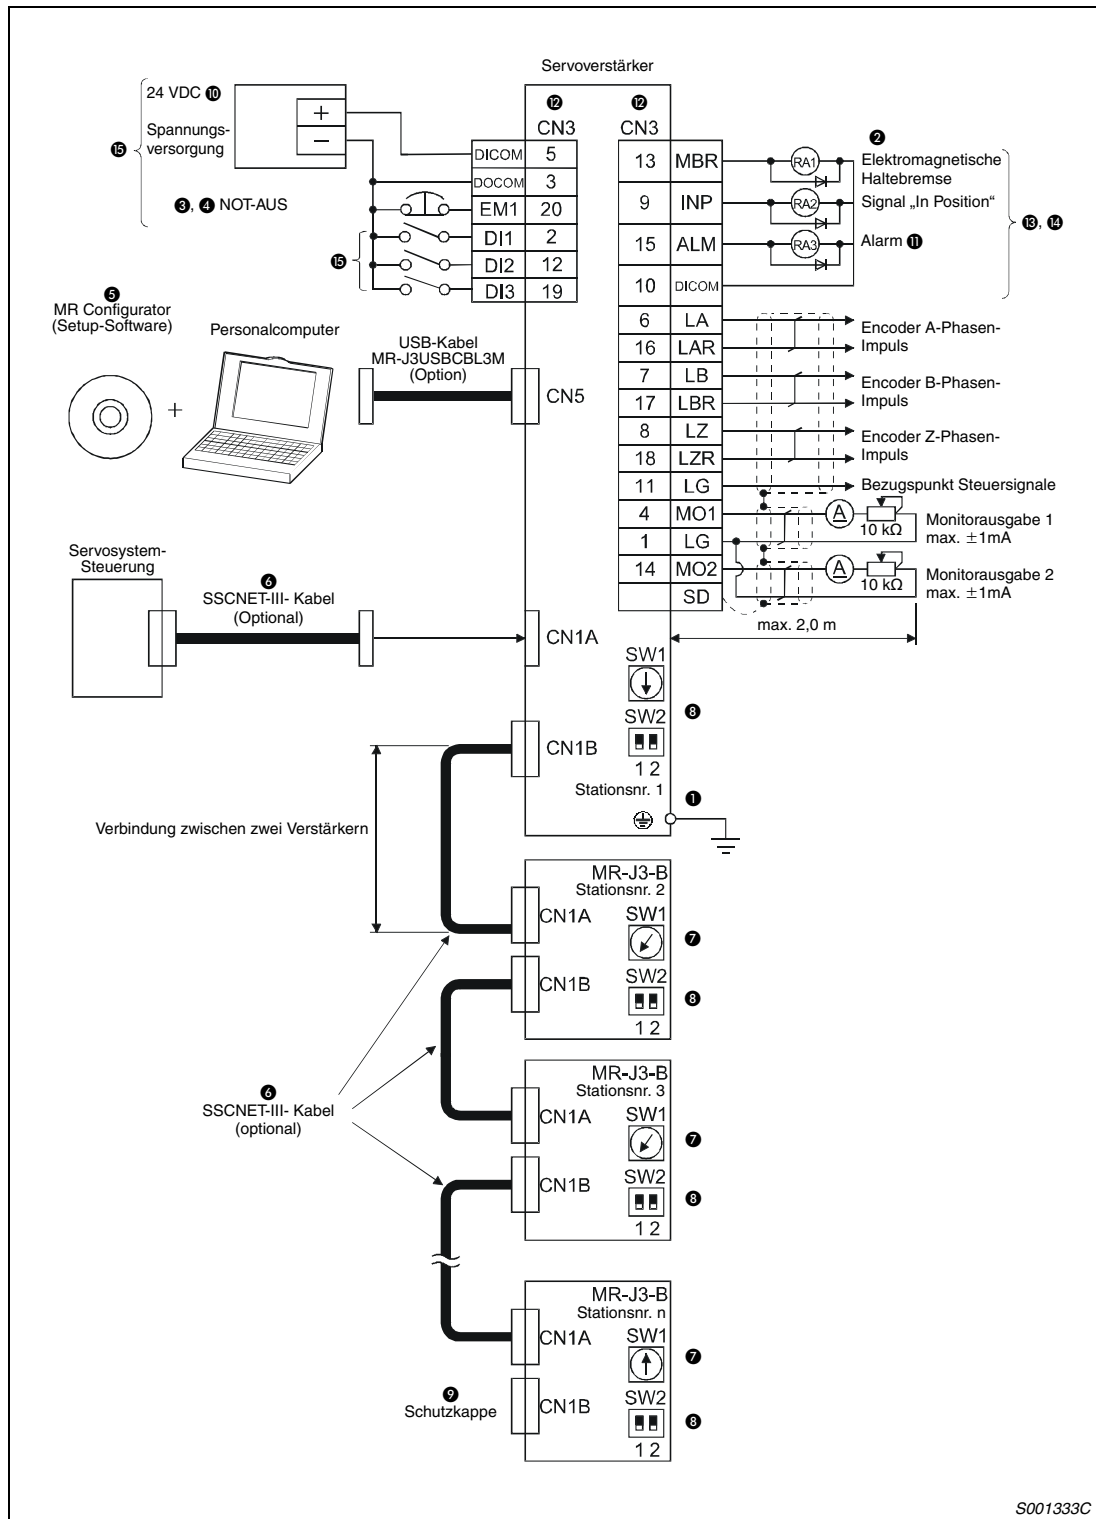 Servoverstärker
24 VDC ❿
Spannungs-
versorgung
⓯
❸, ❹ NOT-AUS
+
−
⓬
CN3
DICOM 5
DOCOM 3
EM1 20
DI1 2
DI2 12
DI3 19
⓯
⓬
CN3
13 MBR
9 INP
15 ALM
10 DICOM
6 LA
16 LAR
7 LB
17 LBR
8 LZ
18 LZR
11 LG
4 MO1
1 LG
14 MO2
SD
RA1
RA2
RA3
❷
Elektromagnetische
Haltebremse
Signal „In Position“
Alarm ⓫
⓭, ⓮
Encoder A-Phasen-
Impuls
Encoder B-Phasen-
Impuls
Encoder Z-Phasen-
Impuls
Bezugspunkt Steuersignale
A
10 kΩ
Monitorausgabe 1
max. ±1mA
A
10 kΩ
Monitorausgabe 2
max. ±1mA
max. 2,0 m
❺
MR Configurator
(Setup-Software)
+
Personalcomputer
USB-Kabel
MR-J3USBCBL3M
(Option)
CN5
Servosystem-
Steuerung
❻
SSCNET-III- Kabel
(Optional)
CN1A
SW1
SW2
❽
1 2
CN1B
Stationsnr. 1
❶
Verbindung zwischen zwei Verstärkern
MR-J3-B
Stationsnr. 2
CN1A
SW1
❼
CN1B
SW2
❽
1 2
❻
SSCNET-III- Kabel
(optional)
MR-J3-B
Stationsnr. 3
CN1A
SW1
❼
CN1B
SW2
❽
1 2
MR-J3-B
Stationsnr. n
CN1A
SW1
❼
❾
Schutzkappe
CN1B
SW2
❽
1 2
S001333C